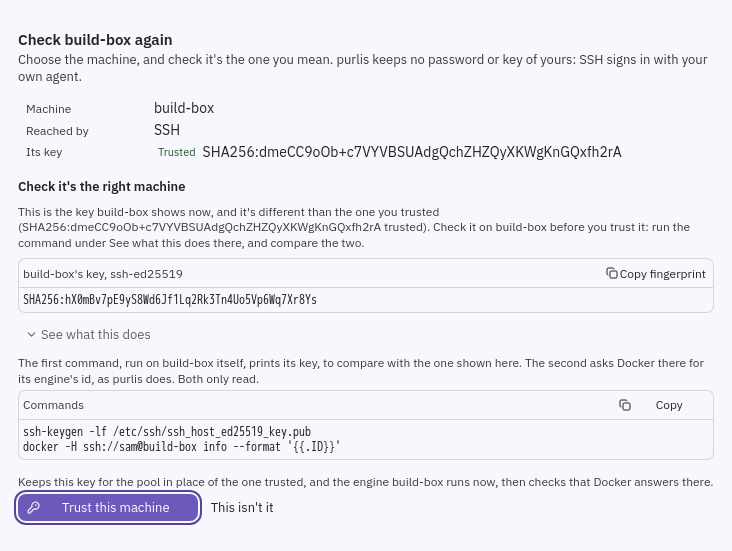 Check build-box again
Choose the machine, and check it's the one you mean. purlis keeps no password or key of yours: SSH signs in with your
own agent.
Machine build-box
Reached by SSH
Its key Trusted SHA256:dmeCC9oOb+c7VYVBSUAdgQchZHZQyXKWgKnGQxfh2rA
Check it's the right machine
This is the key build-box shows now, and it's different than the one you trusted
(SHA256:dmeCC9oOb+c7VYVBSUAdgQchZHZQyXKWgKnGQxfh2rA trusted). Check it on build-box before you trust it: run the
command under See what this does there, and compare the two.
build-box's key, ssh-ed25519 Copy fingerprint
SHA256:hX0mBv7pE9yS8Wd6Jf1Lq2Rk3Tn4Uo5Vp6Wq7Xr8Ys
See what this does
The first command, run on build-box itself, prints its key, to compare with the one shown here. The second asks Docker there for
its engine's id, as purlis does. Both only read.
Commands Copy
ssh-keygen -lf /etc/ssh/ssh_host_ed25519_key.pub
docker -H ssh://sam@build-box info --format '{{.ID}}'
Keeps this key for the pool in place of the one trusted, and the engine build-box runs now, then checks that Docker answers there.
Trust this machine This isn't it